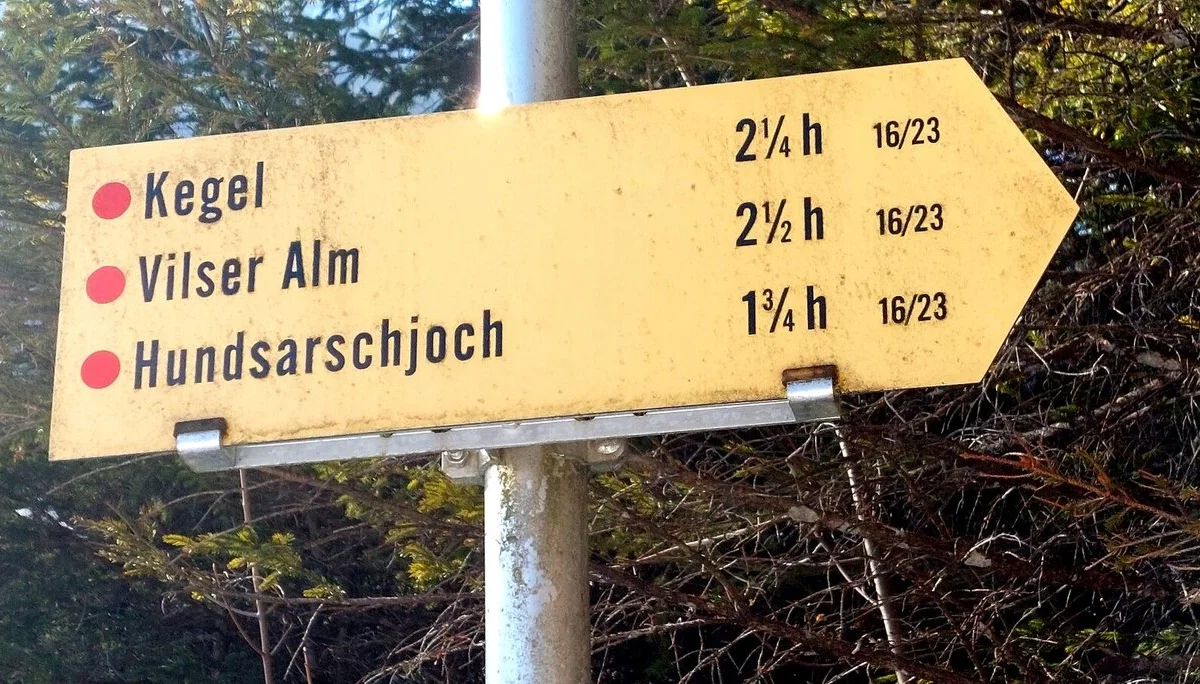 Kegel 2¼ h 16/23
Vilser Alm 2½ h 16/23
Hundsarschjoch 1¾ h 16/23